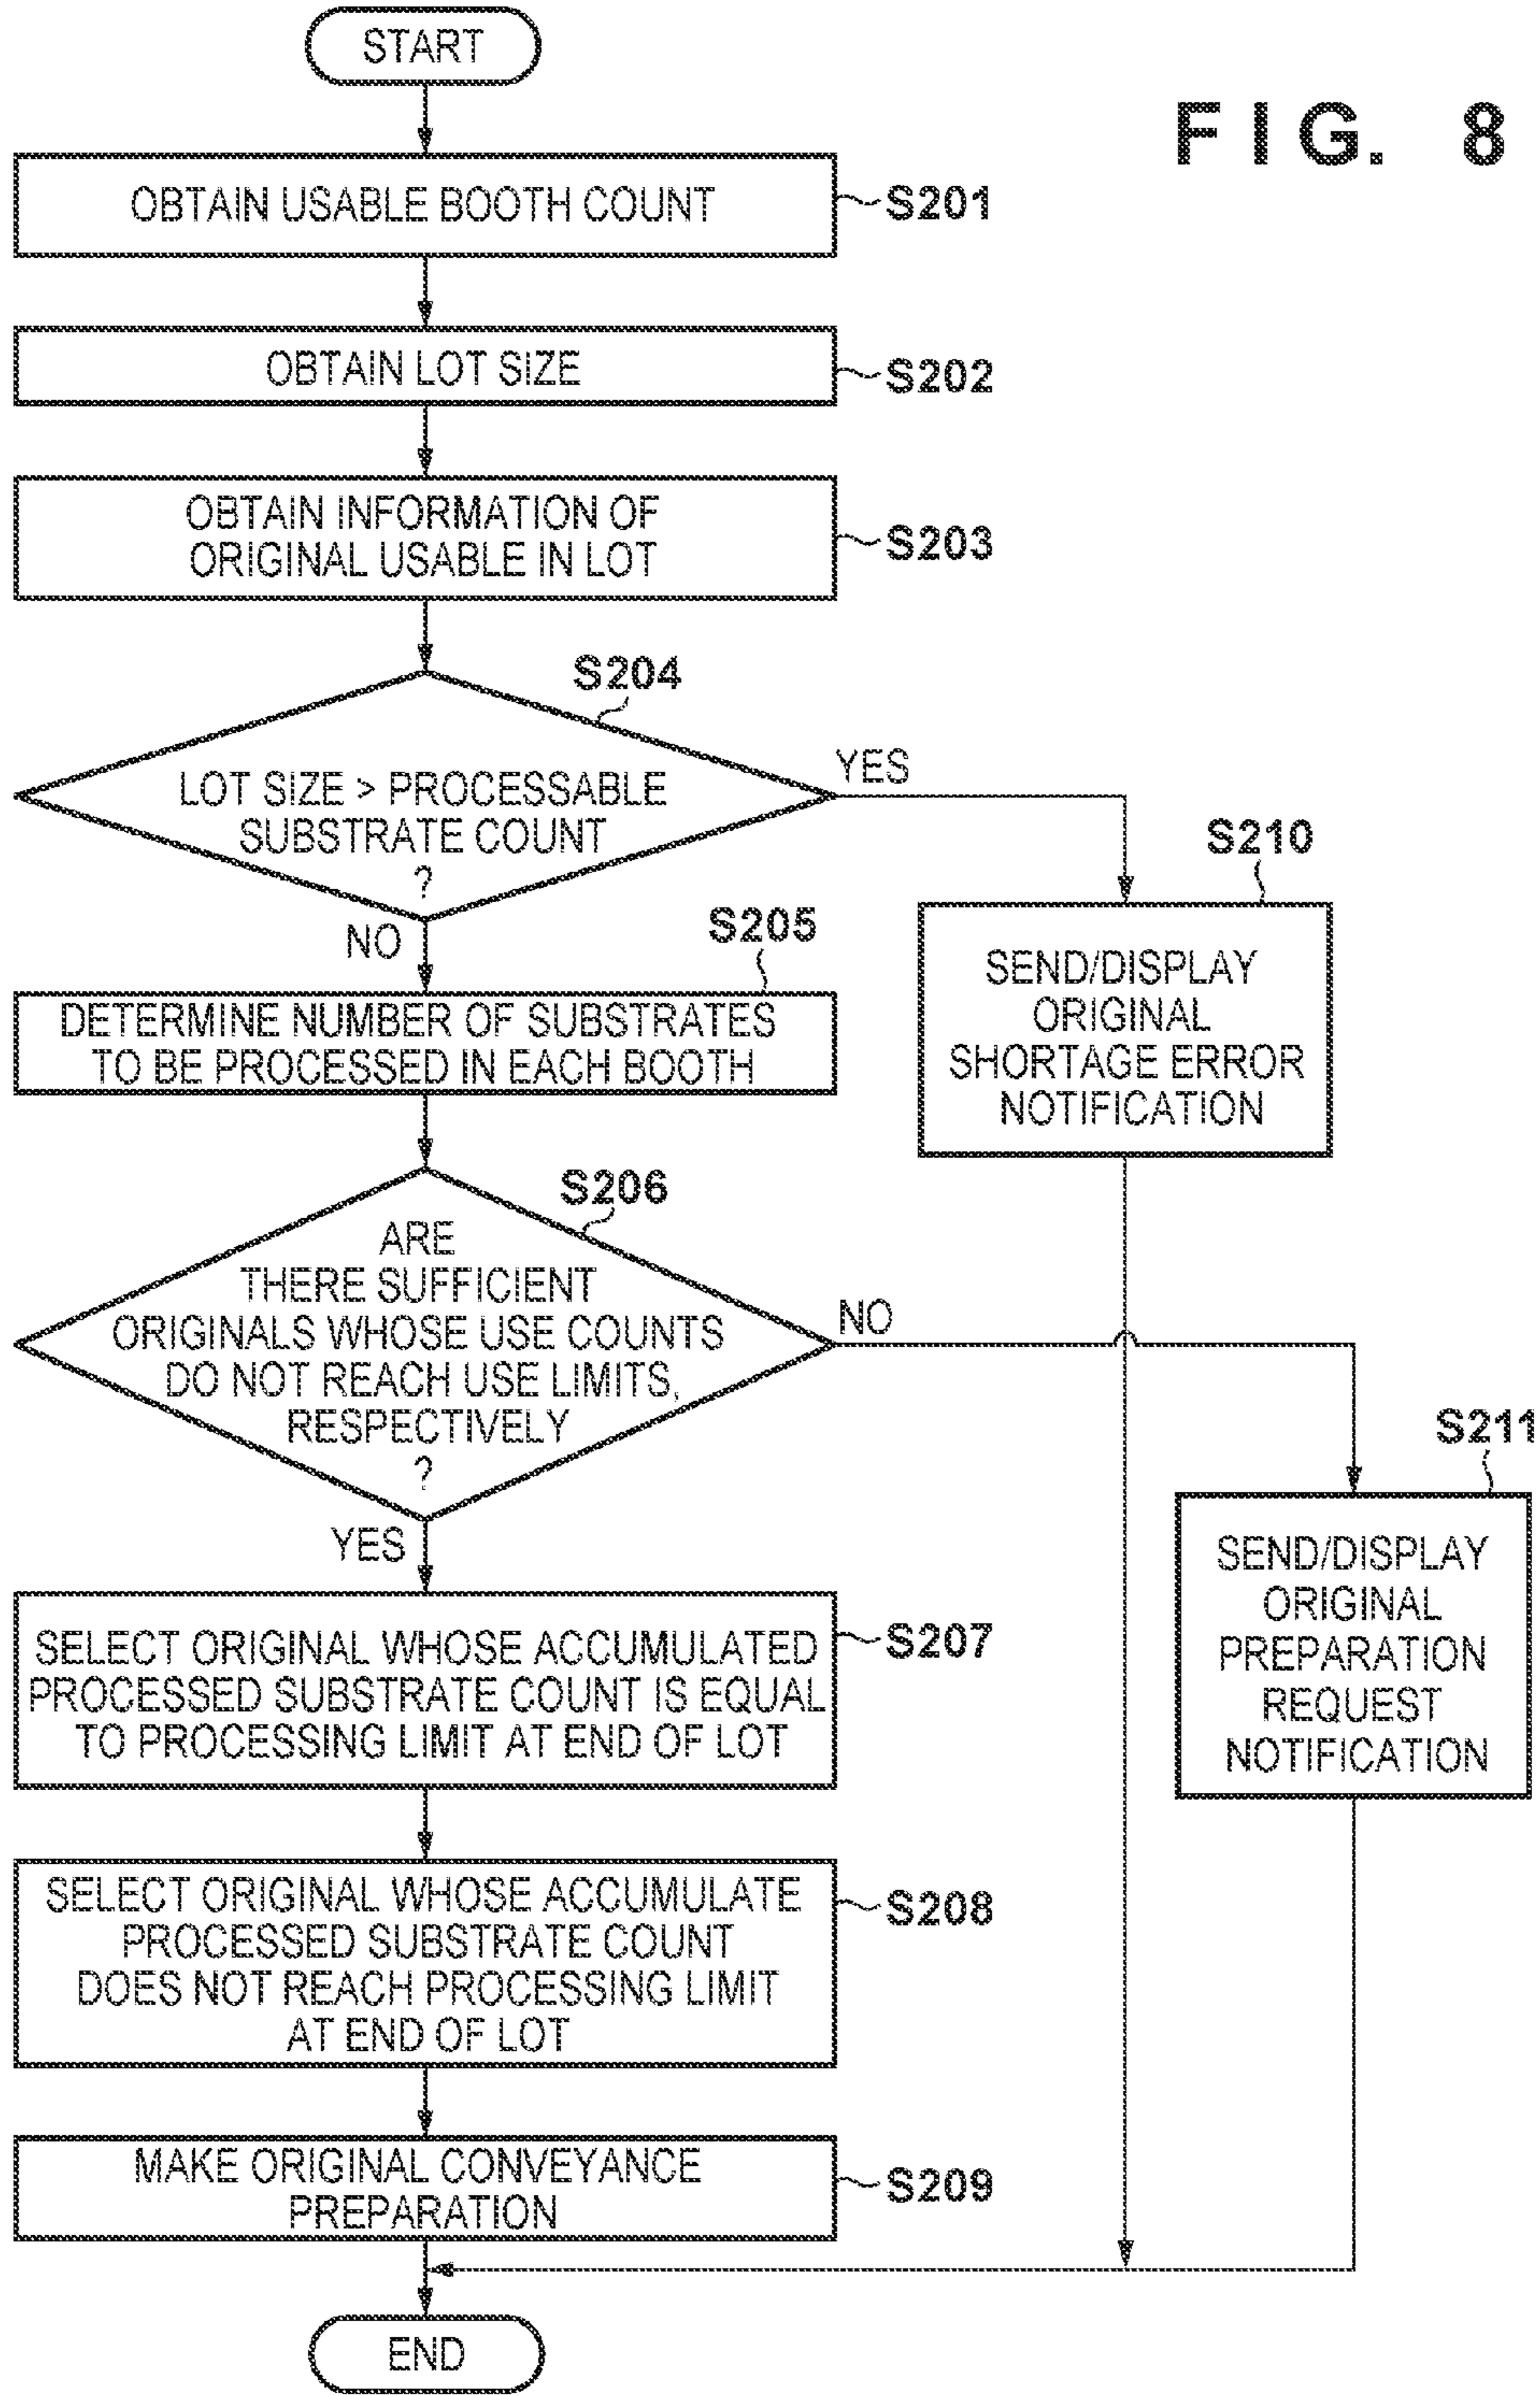 START
FIG. 8
OBTAIN USABLE BOOTH COUNT
S201
OBTAIN LOT SIZE
S202
OBTAIN INFORMATION OF
ORIGINAL USABLE IN LOT
S203
S204
LOT SIZE > PROCESSABLE
SUBSTRATE COUNT
?
YES
NO
S210
SEND/DISPLAY
ORIGINAL
SHORTAGE ERROR
NOTIFICATION
S205
DETERMINE NUMBER OF SUBSTRATES
TO BE PROCESSED IN EACH BOOTH
S206
ARE
THERE SUFFICIENT
ORIGINALS WHOSE USE COUNTS
DO NOT REACH USE LIMITS,
RESPECTIVELY
?
NO
YES
S211
SEND/DISPLAY
ORIGINAL
PREPARATION
REQUEST
NOTIFICATION
SELECT ORIGINAL WHOSE ACCUMULATED
PROCESSED SUBSTRATE COUNT IS EQUAL
TO PROCESSING LIMIT AT END OF LOT
S207
SELECT ORIGINAL WHOSE ACCUMULATE
PROCESSED SUBSTRATE COUNT
DOES NOT REACH PROCESSING LIMIT
AT END OF LOT
S208
MAKE ORIGINAL CONVEYANCE
PREPARATION
S209
END